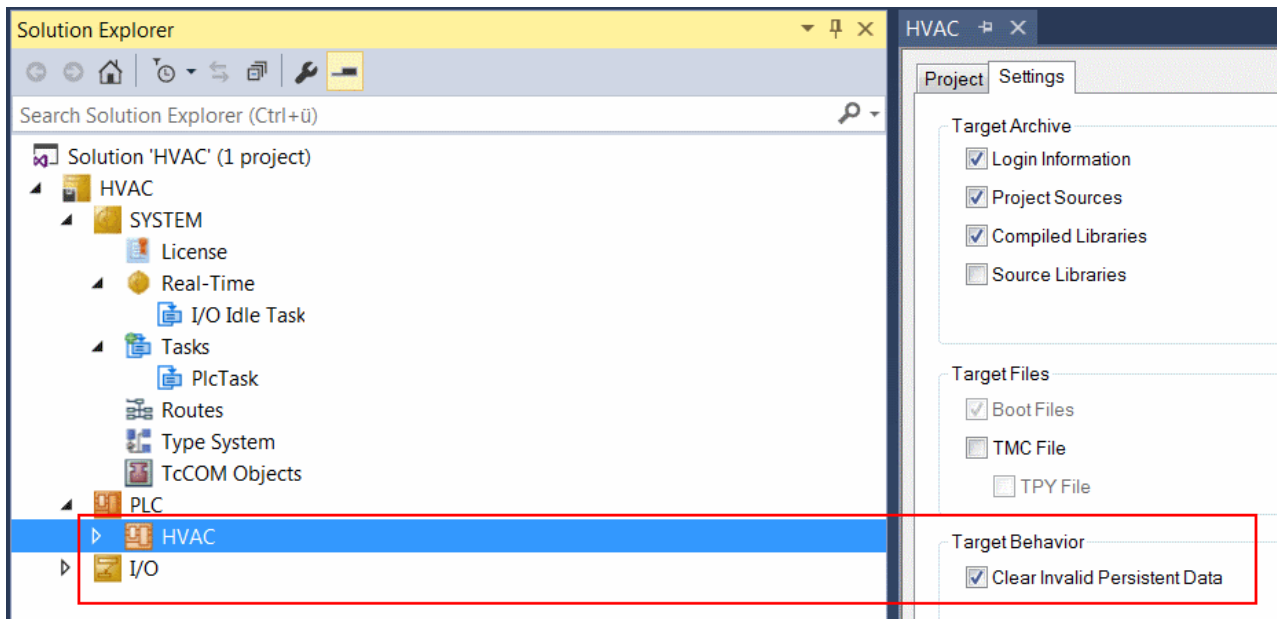 Solution Explorer
Search Solution Explorer (Ctrl+ü)
Solution 'HVAC' (1 project)
HVAC
SYSTEM
License
Real-Time
I/O Idle Task
Tasks
PlcTask
Routes
Type System
TcCOM Objects
PLC
HVAC
I/O
HVAC
Project Settings
Target Archive
Login Information
Project Sources
Compiled Libraries
Source Libraries
Target Files
Boot Files
TMC File
TPY File
Target Behavior
Clear Invalid Persistent Data